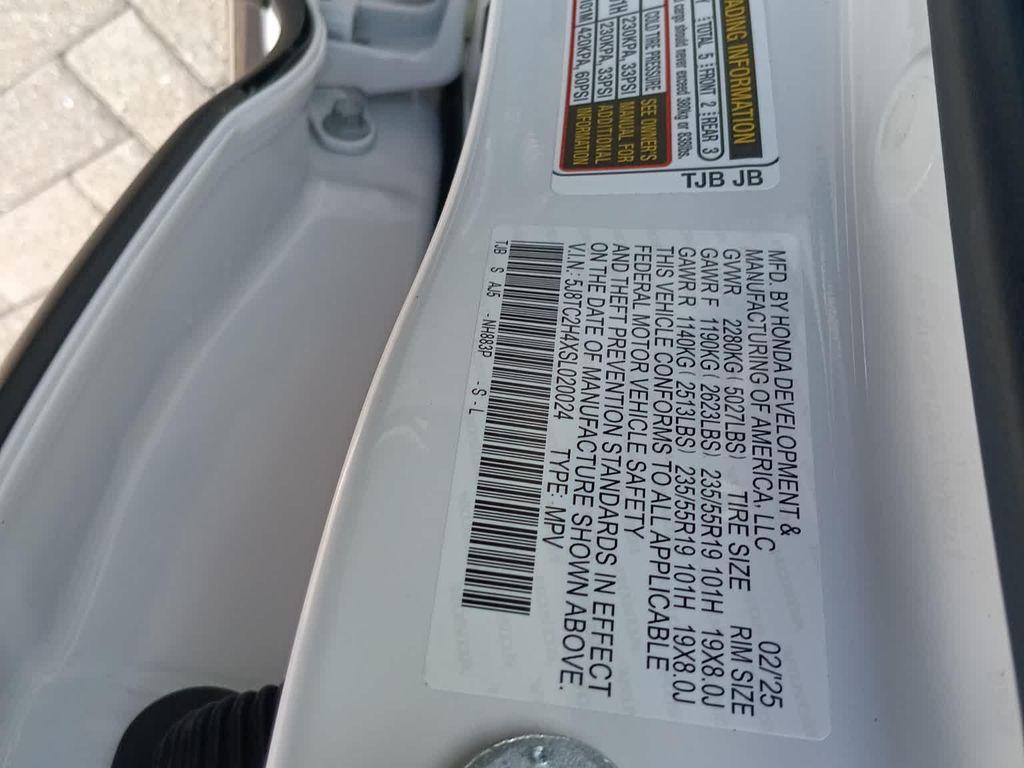 MFD. BY HONDA DEVELOPMENT &
MANUFACTURING OF AMERICA, LLC 02/'25
GVWR 2280KG ( 5027LBS) TIRE SIZE RIM SIZE
GAWR F 1190KG ( 2623LBS) 235/55R19 101H 19X8.0J
GAWR R 1140KG ( 2513LBS) 235/55R19 101H 19X8.0J
THIS VEHICLE CONFORMS TO ALL APPLICABLE
FEDERAL MOTOR VEHICLE SAFETY
AND THEFT PREVENTION STANDARDS IN EFFECT
ON THE DATE OF MANUFACTURE SHOWN ABOVE.
V.I.N.: 5J8TC2H4XSL020024 TYPE: MPV
TJB S AJ5 -NH883P -S-L
INFORMATION
TOTAL 5 FRONT 2 REAR 3
cargo should never exceed 380kg or 838lbs.
COLD TIRE PRESSURE
230KPA, 33PSI
230KPA, 33PSI
420KPA, 60PSI
SEE OWNER'S
MANUAL FOR
ADDITIONAL
INFORMATION
TJB JB